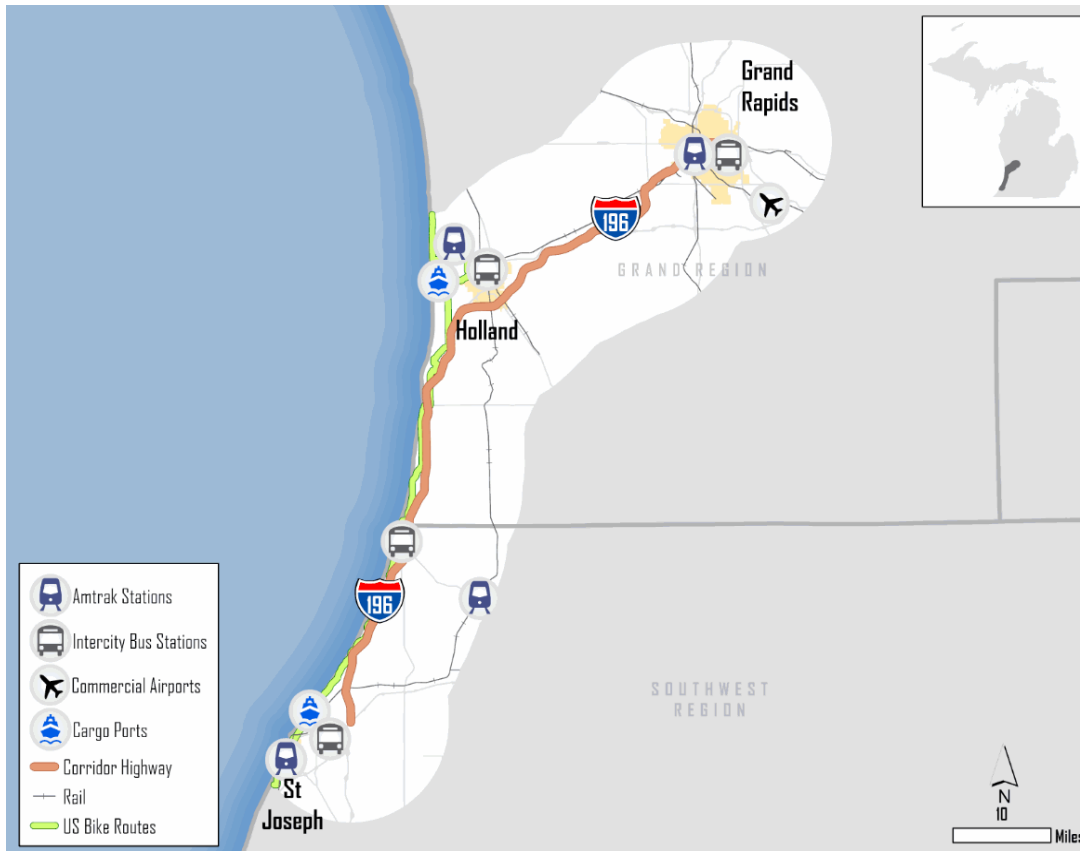 Grand
Rapids
196
GRAND REGION
Holland
196
SOUTHWEST
REGION
St
Joseph
Amtrak Stations
Intercity Bus Stations
Commercial Airports
Cargo Ports
Corridor Highway
Rail
US Bike Routes
N
10
Miles